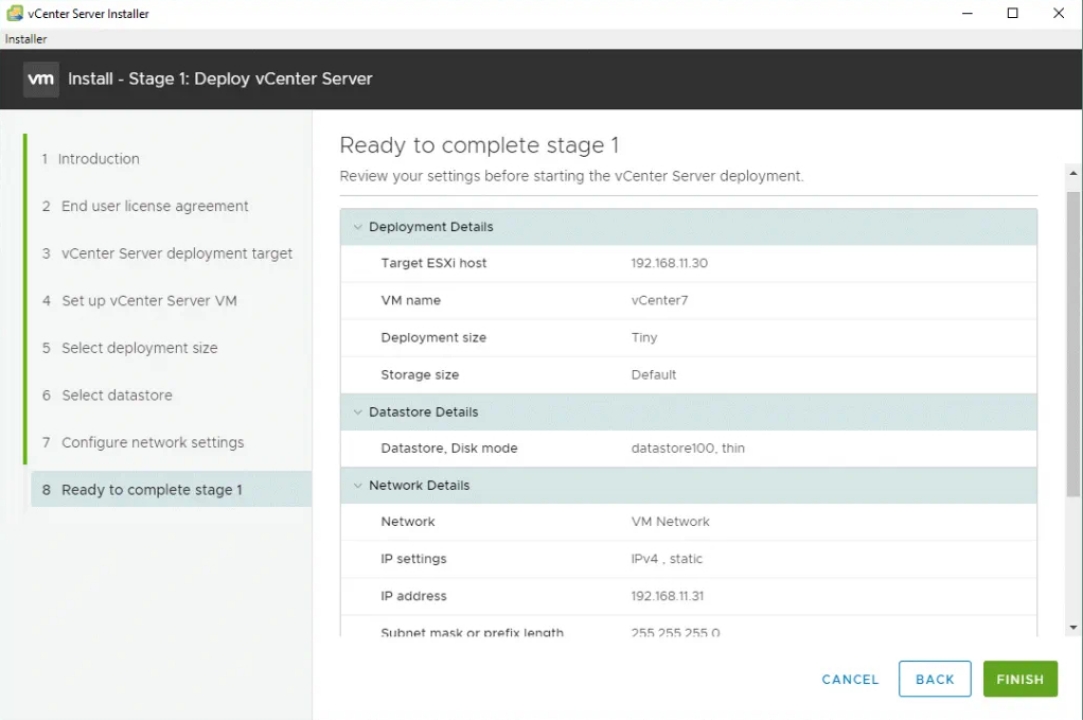 vCenter Server Installer
Installer
vm Install - Stage 1: Deploy vCenter Server
1 Introduction
2 End user license agreement
3 vCenter Server deployment target
4 Set up vCenter Server VM
5 Select deployment size
6 Select datastore
7 Configure network settings
8 Ready to complete stage 1
Ready to complete stage 1
Review your settings before starting the vCenter Server deployment.
Deployment Details
Target ESXi host 192.168.11.30
VM name vCenter7
Deployment size Tiny
Storage size Default
Datastore Details
Datastore, Disk mode datastore100, thin
Network Details
Network VM Network
IP settings IPv4 , static
IP address 192.168.11.31
Subnet mask or prefix length 255.255.255.0
CANCEL BACK FINISH